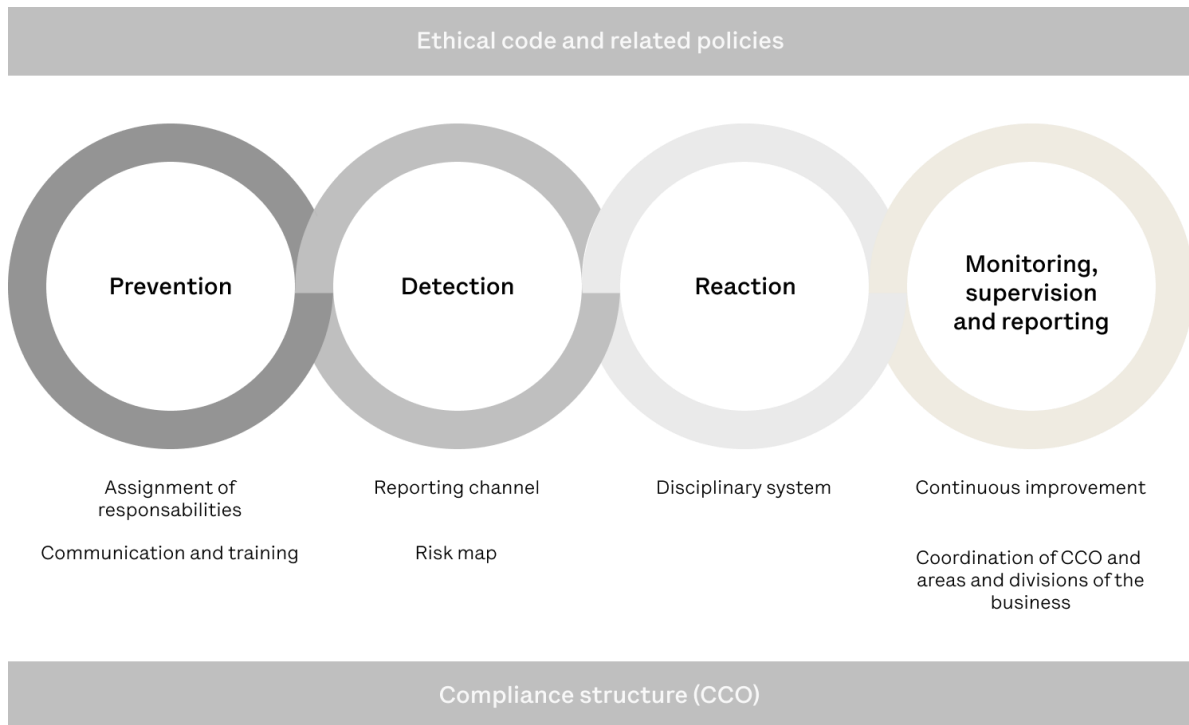 Ethical code and related policies
Prevention
Detection
Reaction
Monitoring,
supervision
and reporting
Assignment of
responsabilities
Communication and training
Reporting channel
Risk map
Disciplinary system
Continuous improvement
Coordination of CCO and
areas and divisions of the
business
Compliance structure (CCO)